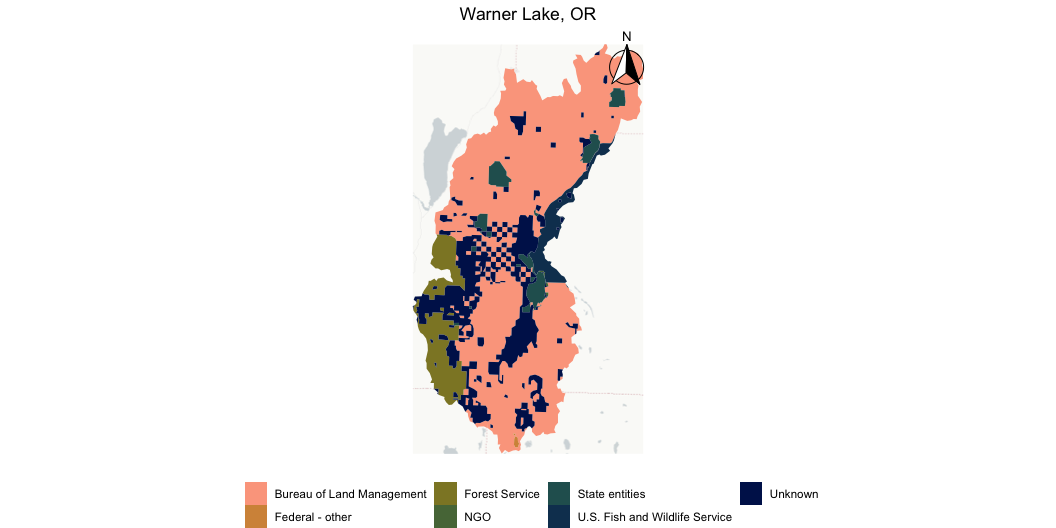 Warner Lake, OR
N
Bureau of Land Management
Forest Service
State entities
Unknown
Federal - other
NGO
U.S. Fish and Wildlife Service